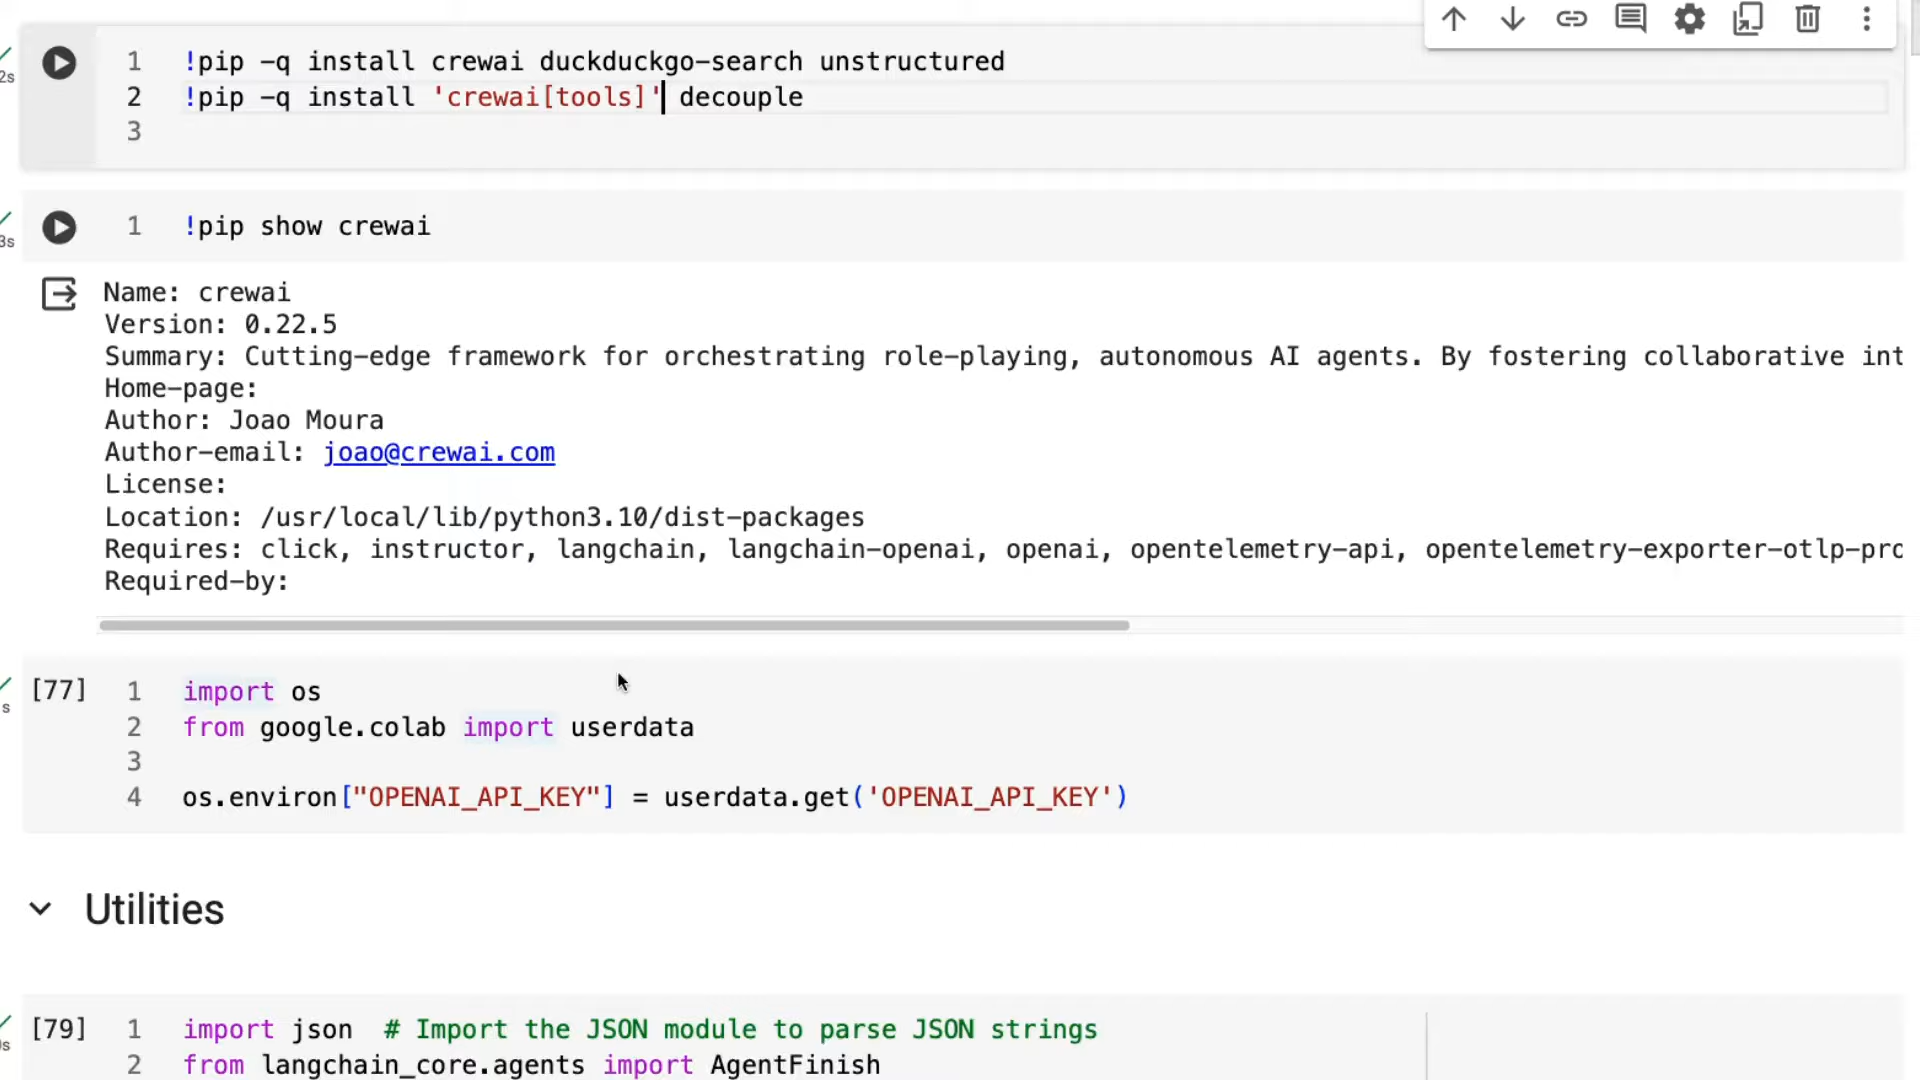 1 !pip -q install crewai duckduckgo-search unstructured
2s
2 !pip -q install 'crewai[tools]' decouple
3
1 !pip show crewai
3s
Name: crewai
Version: 0.22.5
Summary: Cutting-edge framework for orchestrating role-playing, autonomous AI agents. By fostering collaborative int
Home-page:
Author: Joao Moura
Author-email: joao@crewai.com
License:
Location: /usr/local/lib/python3.10/dist-packages
Requires: click, instructor, langchain, langchain-openai, openai, opentelemetry-api, opentelemetry-exporter-otlp-pro
Required-by:
[77] 1 import os
s
2 from google.colab import userdata
3
4 os.environ["OPENAI_API_KEY"] = userdata.get('OPENAI_API_KEY')
Utilities
[79] 1 import json # Import the JSON module to parse JSON strings
s
2 from langchain_core.agents import AgentFinish